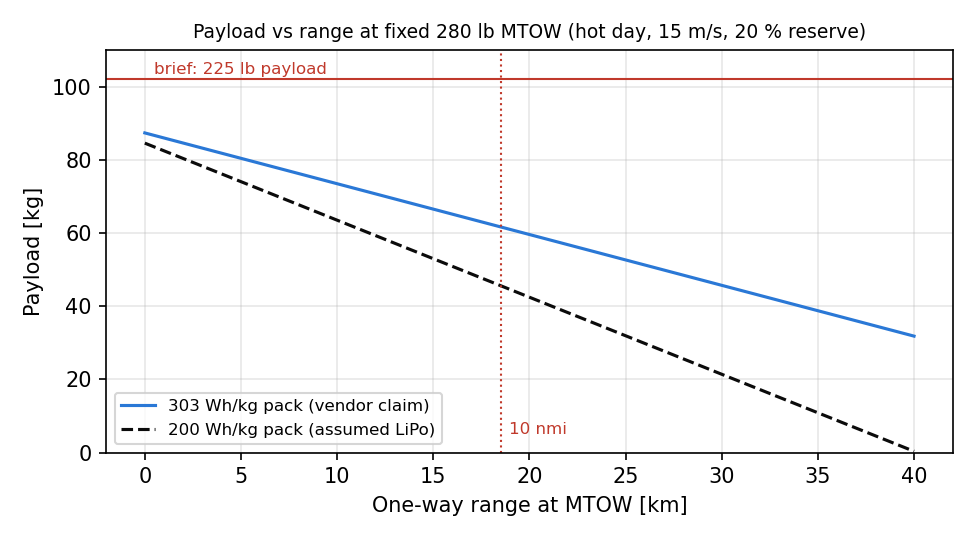 Payload vs range at fixed 280 lb MTOW (hot day, 15 m/s, 20 % reserve)
brief: 225 lb payload
100
80
60
40
20
0
Payload [kg]
303 Wh/kg pack (vendor claim)
200 Wh/kg pack (assumed LiPo)
10 nmi
0 5 10 15 20 25 30 35 40
One-way range at MTOW [km]